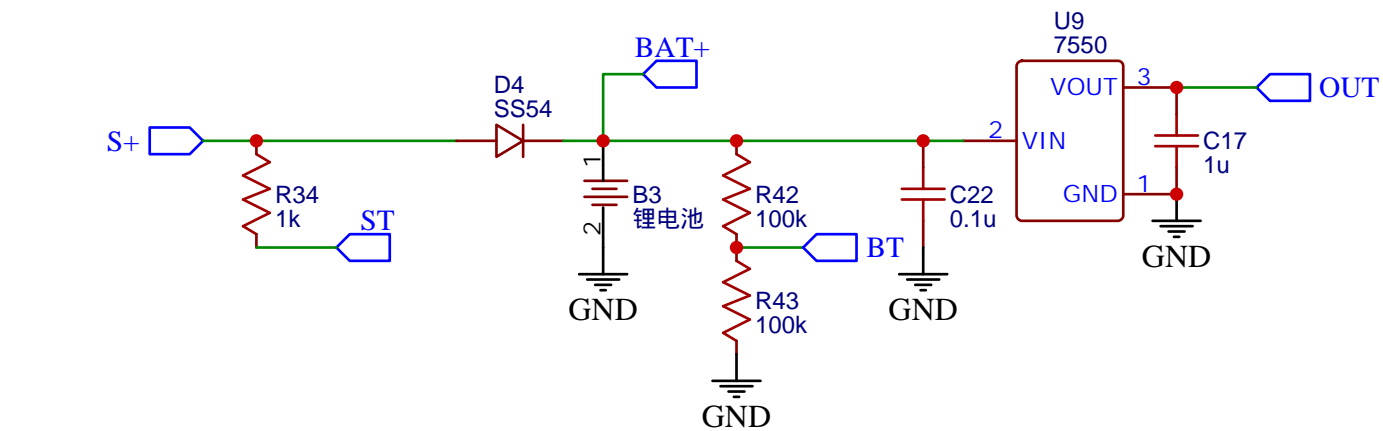 U9
7550
BAT+
VOUT
3
OUT
D4
SS54
S+
2
VIN
C17
1u
1
R34
1k
B3
锂电池
R42
100k
C22
0.1u
GND
1
ST
2
BT
GND
GND
R43
100k
GND
GND